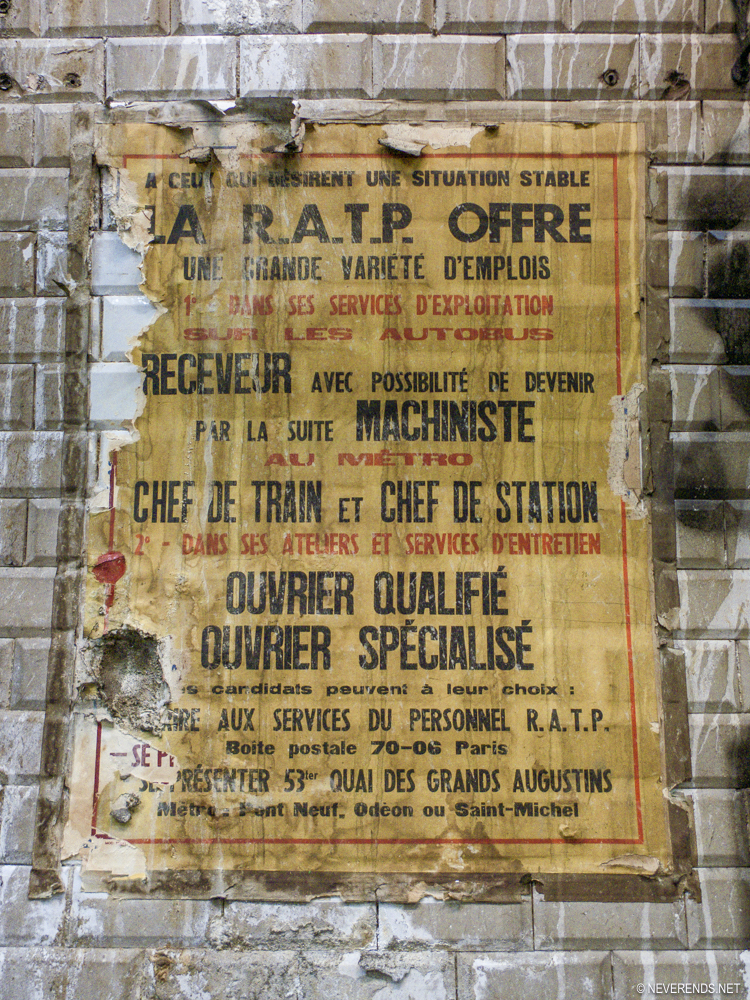 A CEUX QUI DÉSIRENT UNE SITUATION STABLE
LA R.A.T.P. OFFRE
UNE GRANDE VARIÉTÉ D'EMPLOIS
1° - DANS SES SERVICES D'EXPLOITATION
SUR LES AUTOBUS
RECEVEUR AVEC POSSIBILITÉ DE DEVENIR
PAR LA SUITE MACHINISTE
AU MÉTRO
CHEF DE TRAIN ET CHEF DE STATION
2° - DANS SES ATELIERS ET SERVICES D'ENTRETIEN
OUVRIER QUALIFIÉ
OUVRIER SPÉCIALISÉ
candidats peuvent à leur choix :
AUX SERVICES DU PERSONNEL R.A.T.P.
Boite postale 70-06 Paris
- SE
SE PRÉSENTER 53ter QUAI DES GRANDS AUGUSTINS
Métro : Pont Neuf, Odéon ou Saint-Michel
© NEVERENDS.NET